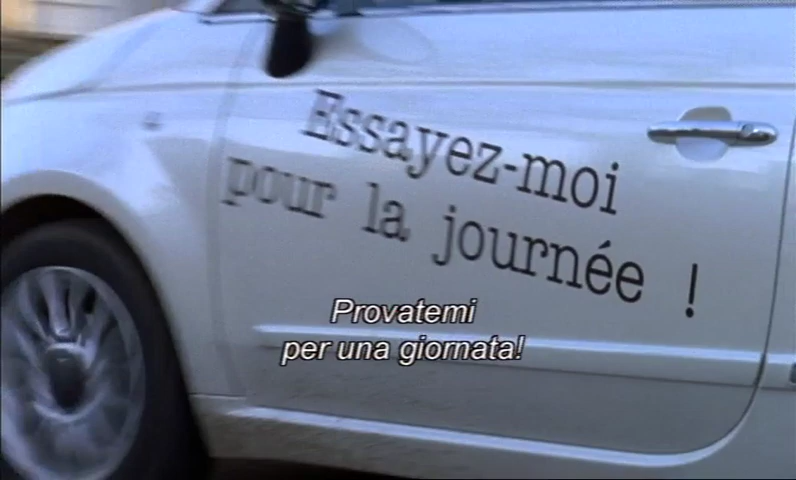 Essayez-moi
pour la journée !
Provatemi
per una giornata!